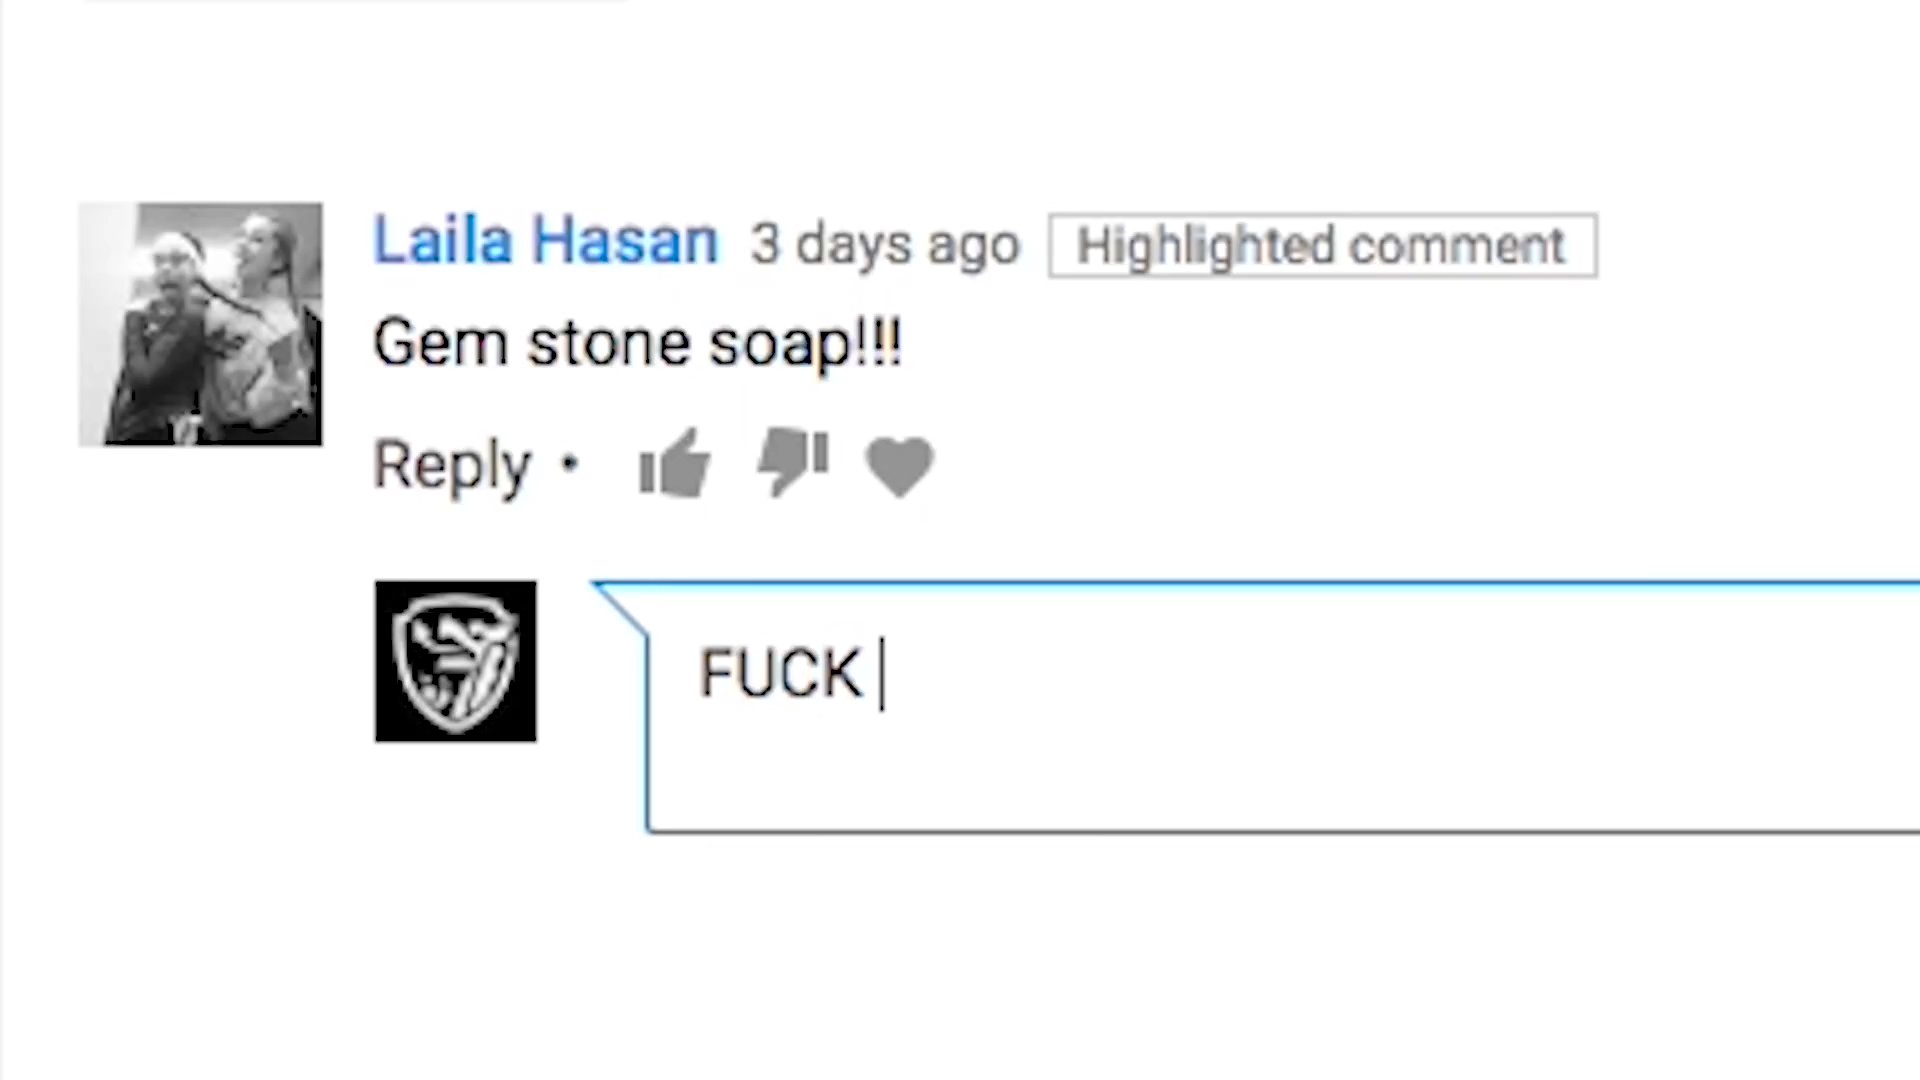 Laila Hasan 3 days ago Highlighted comment
Gem stone soap!!!
Reply •
FUCK